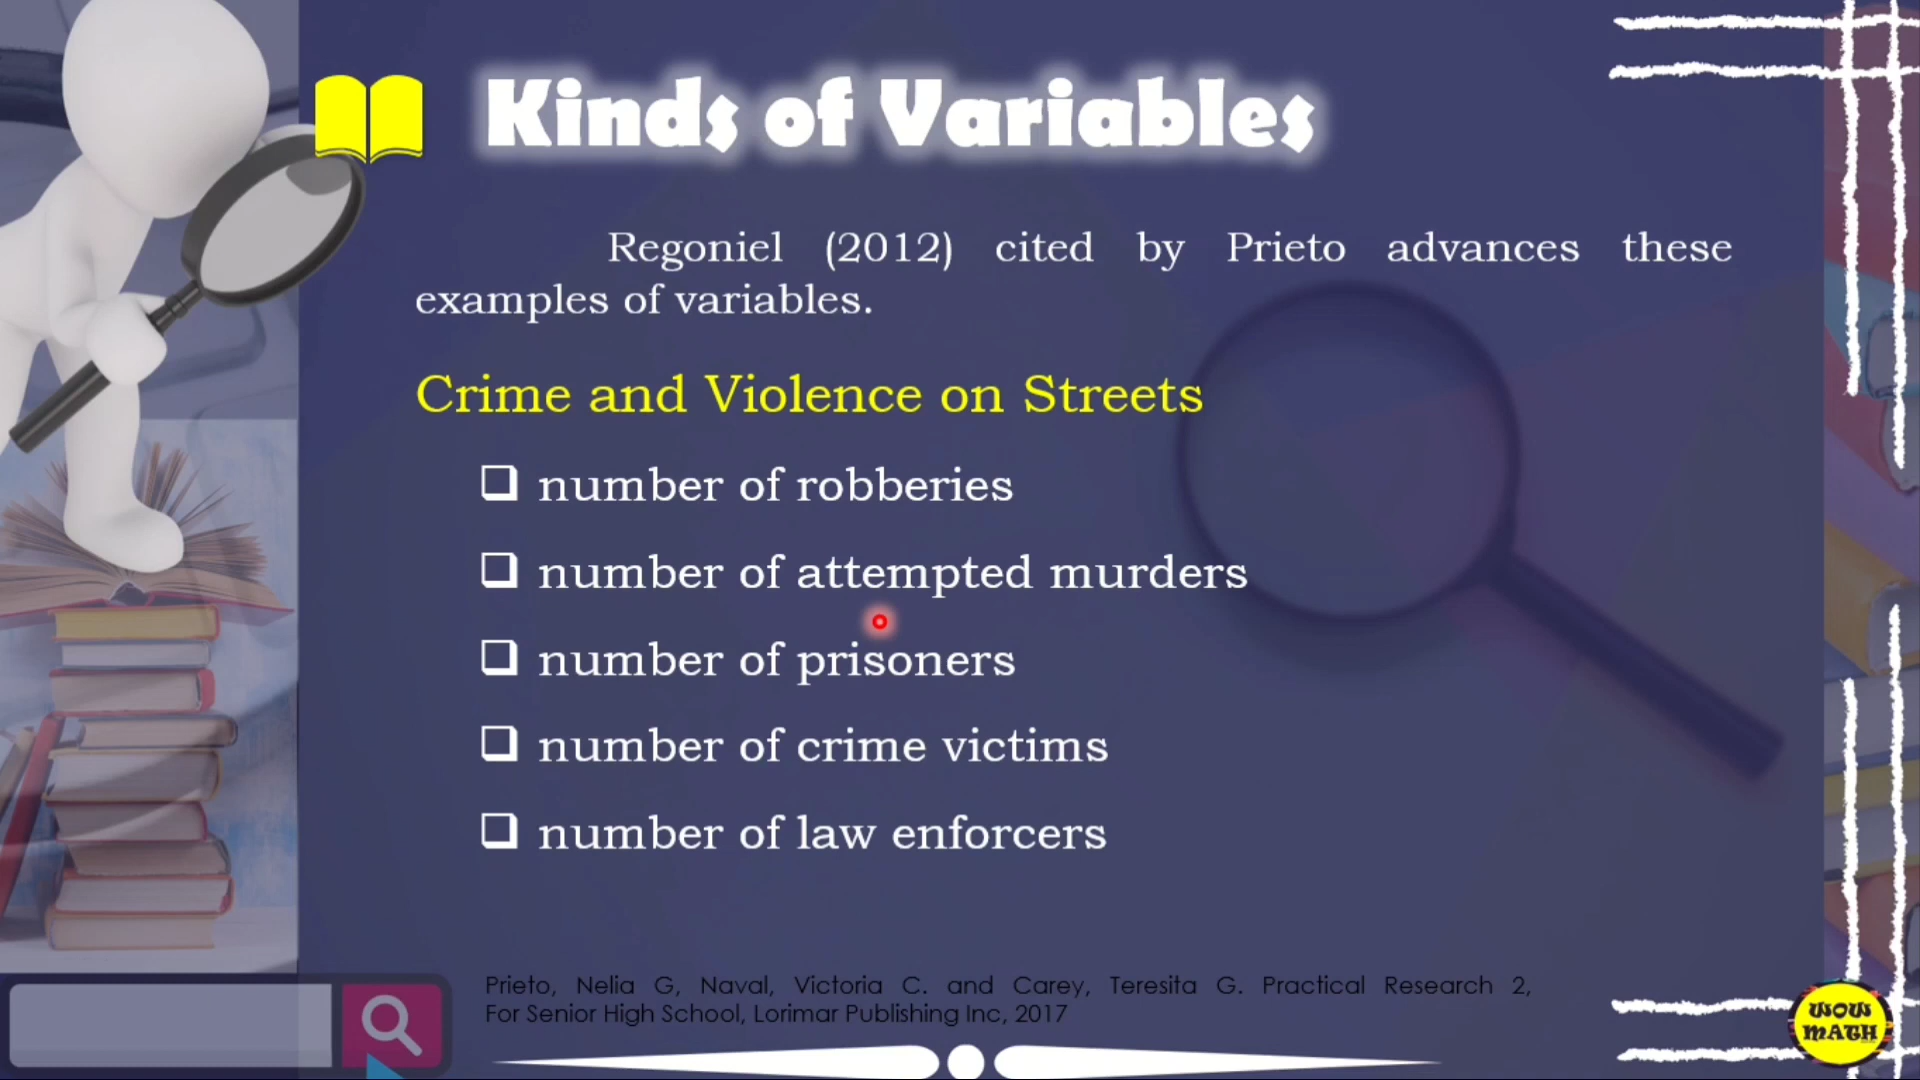 Kinds of Variables
Regoniel (2012) cited by Prieto advances these
examples of variables.
Crime and Violence on Streets
❑ number of robberies
❑ number of attempted murders
❑ number of prisoners
❑ number of crime victims
❑ number of law enforcers
Prieto, Nelia G, Naval, Victoria C. and Carey, Teresita G. Practical Research 2,
For Senior High School, Lorimar Publishing Inc, 2017
WOW
MATH